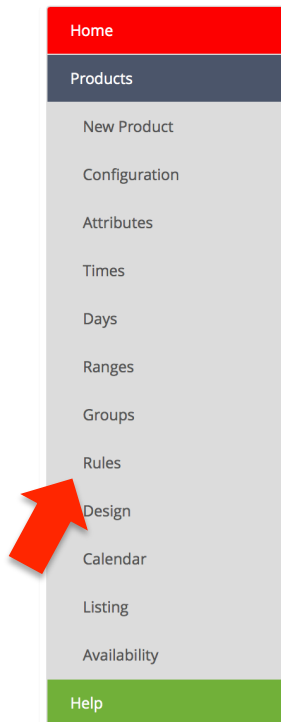 Home
Products
New Product
Configuration
Attributes
Times
Days
Ranges
Groups
Rules
Design
Calendar
Listing
Availability
Help